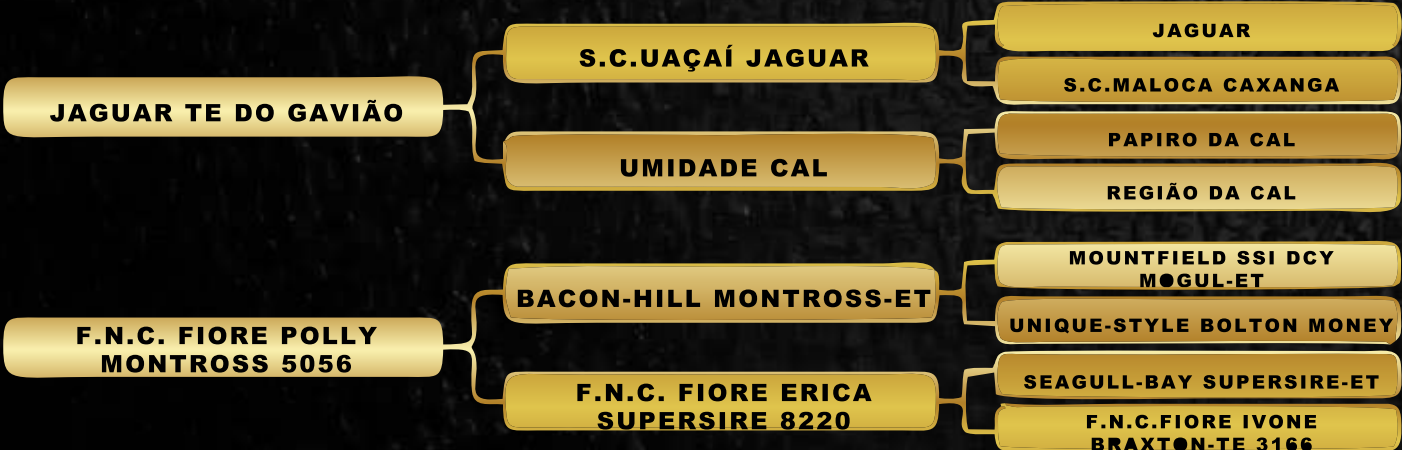 JAGUAR TE DO GAVIÃO
S.C.UAÇAÍ JAGUAR
JAGUAR
S.C.MALOCA CAXANGA
UMIDADE CAL
PAPIRO DA CAL
REGIÃO DA CAL
F.N.C. FIORE POLLY
MONTROSS 5056
BACON-HILL MONTROSS-ET
MOUNTFIELD SSI DCY
MOGUL-ET
UNIQUE-STYLE BOLTON MONEY
F.N.C. FIORE ERICA
SUPERSIRE 8220
SEAGULL-BAY SUPERSIRE-ET
F.N.C.FIORE IVONE
BRAXTON-TE 3166